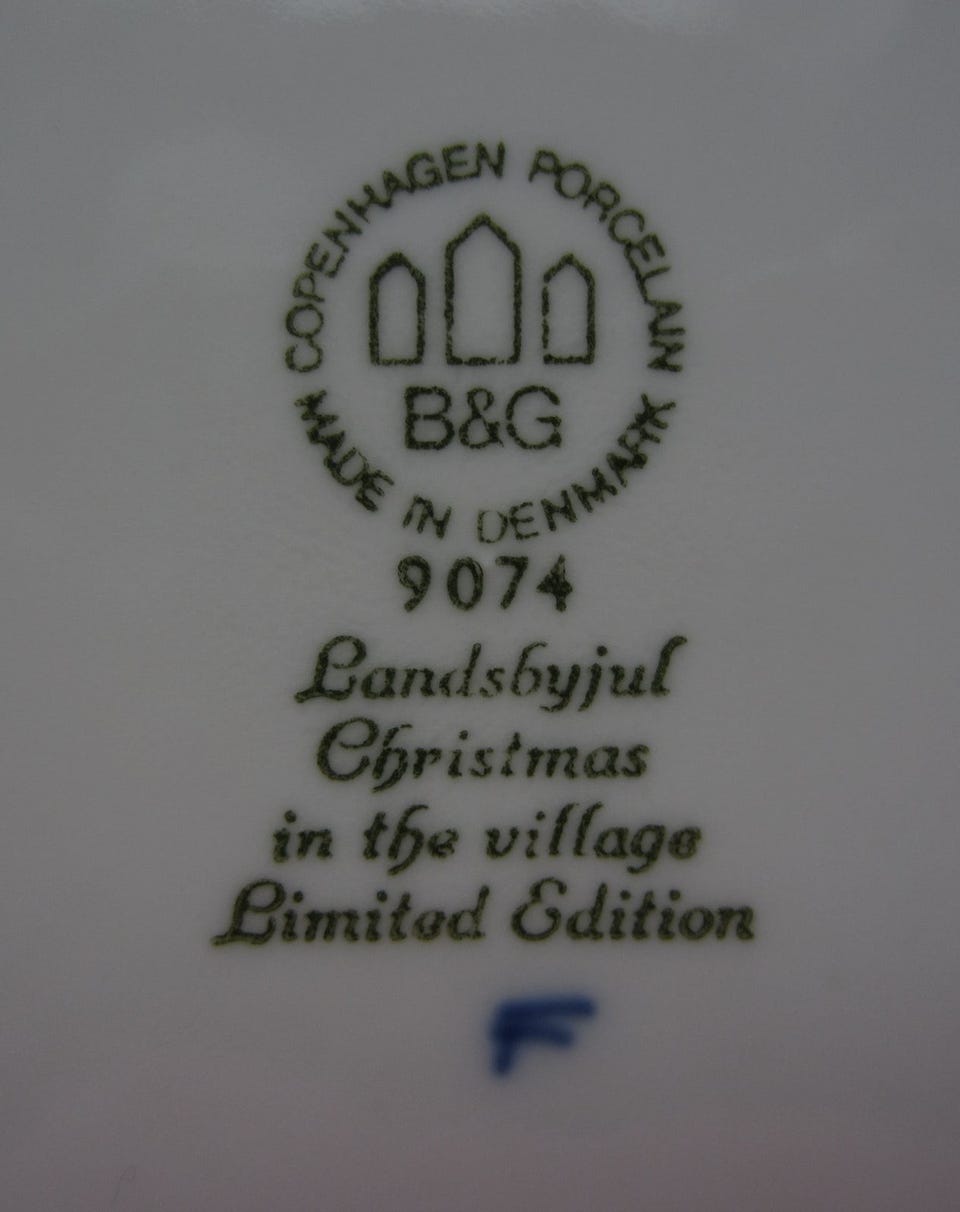 COPENHAGEN PORCELAIN
B&G
MADE IN DENMARK
9074
Landsbyjul
Christmas
in the village
Limited Edition
F